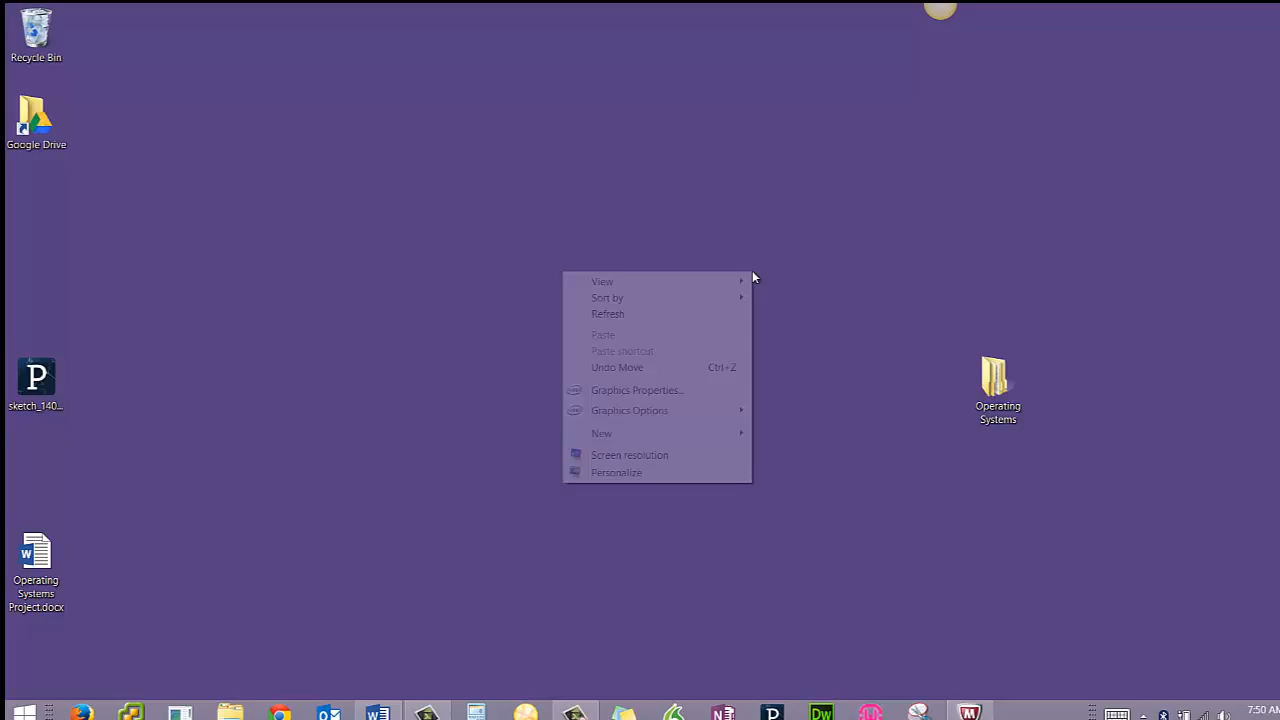 Recycle Bin
Google Drive
View
Sort by
Refresh
Paste
Paste shortcut
Undo Move Ctrl+Z
Graphics Properties...
Graphics Options
New
Screen resolution
Personalize
P
sketch_140...
Operating
Systems
W
Operating
Systems
Project.docx
Dw
7:50 AM